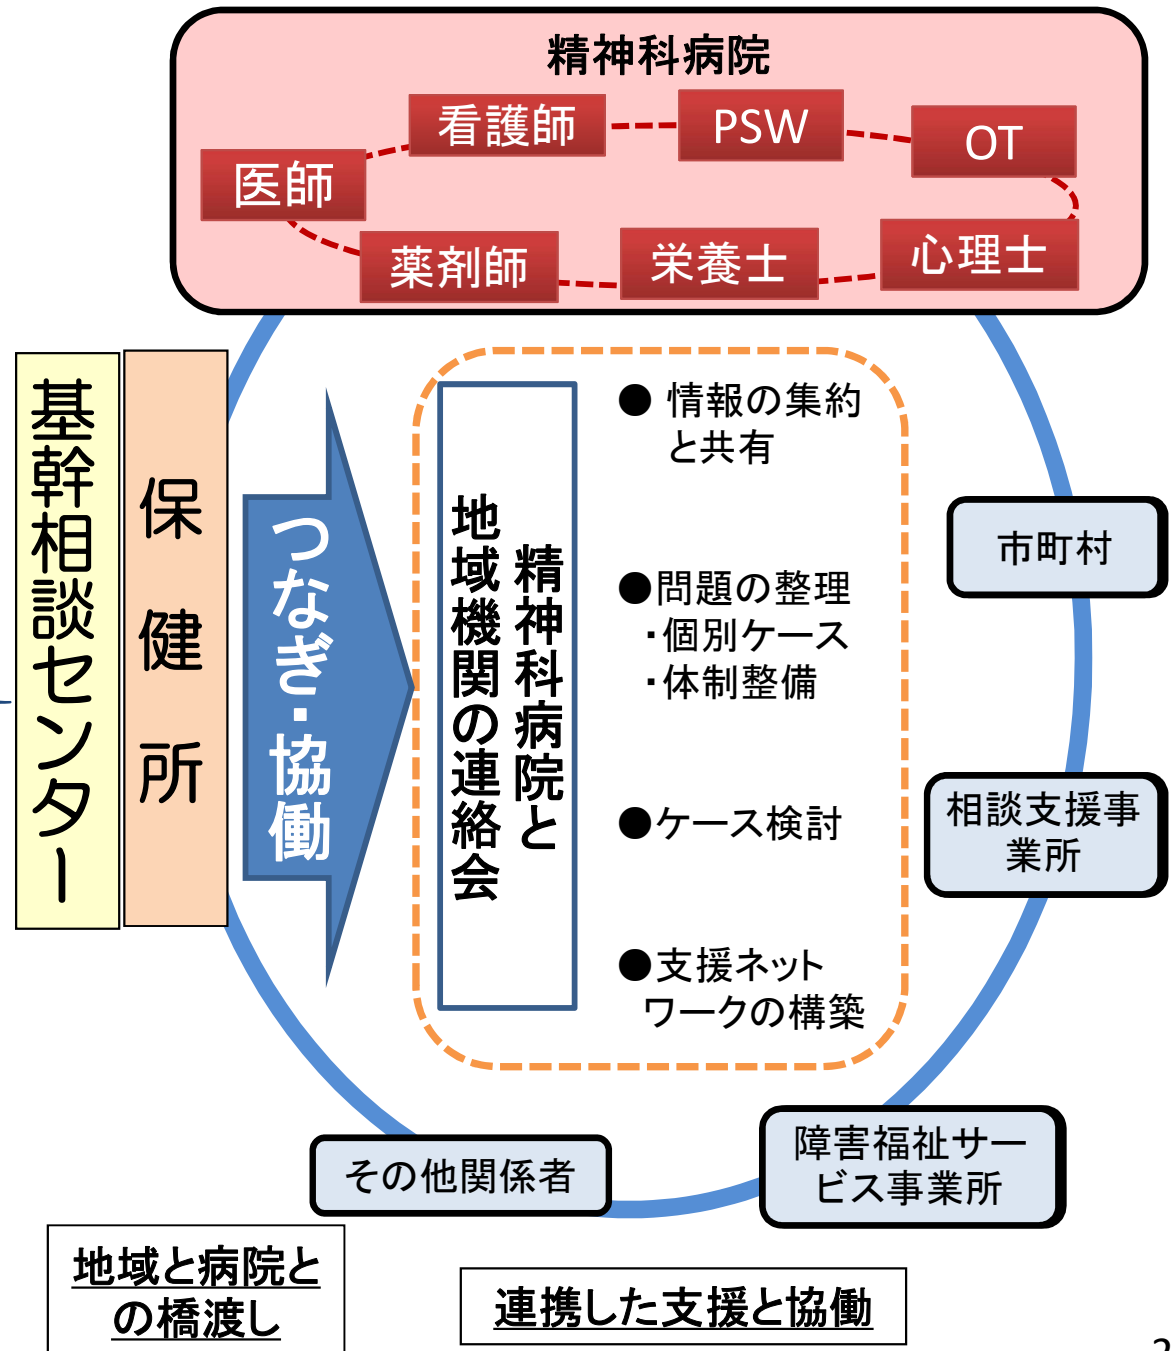 精神科病院
看護師
PSW
OT
医師
薬剤師
栄養士
心理士
基幹相談センター
保健所
つなぎ・協働
精神科病院と
地域機関の連絡会
● 情報の集約
と共有
●問題の整理
・個別ケース
・体制整備
●ケース検討
●支援ネット
ワークの構築
市町村
相談支援事
業所
障害福祉サー
ビス事業所
その他関係者
地域と病院と
の橋渡し
連携した支援と協働